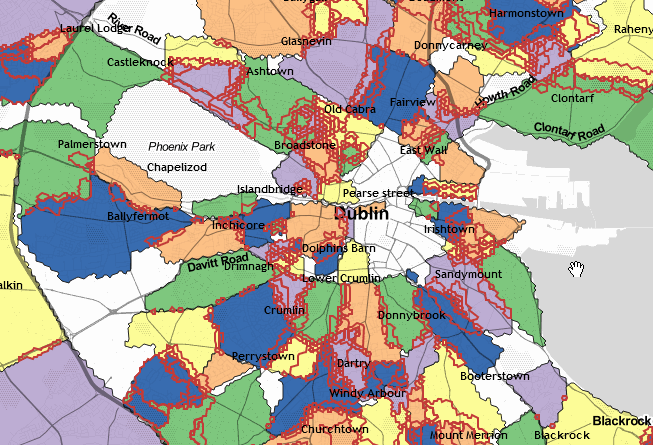 Harmonstown
River Road
Laurel Lodge
Raheny
Glasnevin
Donnycarney
Castleknock
Ashtown
Howth Road
Clontarf
Fairview
Old Cabra
Clontarf Road
Palmerstown
Phoenix Park
Broadstone
East Wall
Chapelizod
Islandbridge
Pearse street
Ballyfermot
Dublin
Inchicore
Irishtown
Dolphins Barn
Davitt Road
Drimnagh
Lower Crumlin
Sandymount
alkin
Crumlin
Donnybrook
Perrystown
Dartry
Booterstown
Windy Arbour
Blackrock
Churchtown
Mount Merrion
Blackrock